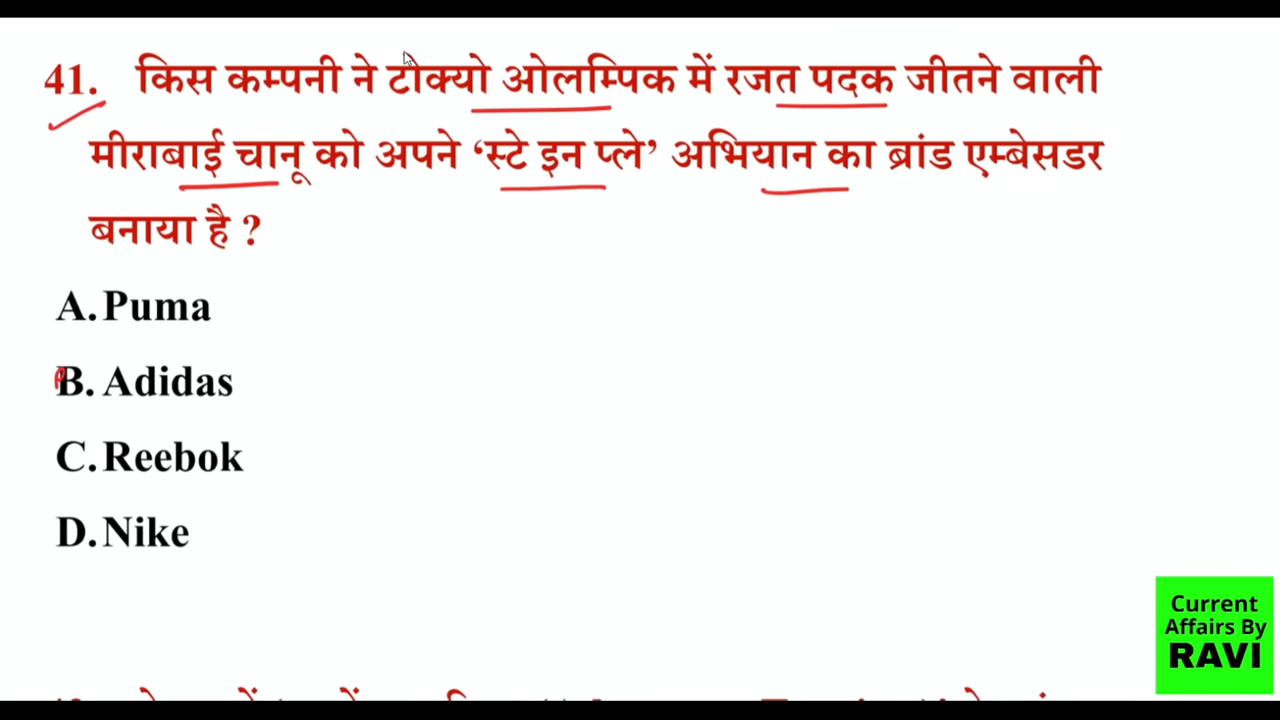 41. किस कम्पनी ने टोक्यो ओलम्पिक में रजत पदक जीतने वाली
मीराबाई चानू को अपने ‘स्टे इन प्ले’ अभियान का ब्रांड एम्बेसडर
बनाया है ?
A. Puma
B. Adidas
C. Reebok
D. Nike
Current
Affairs By
RAVI